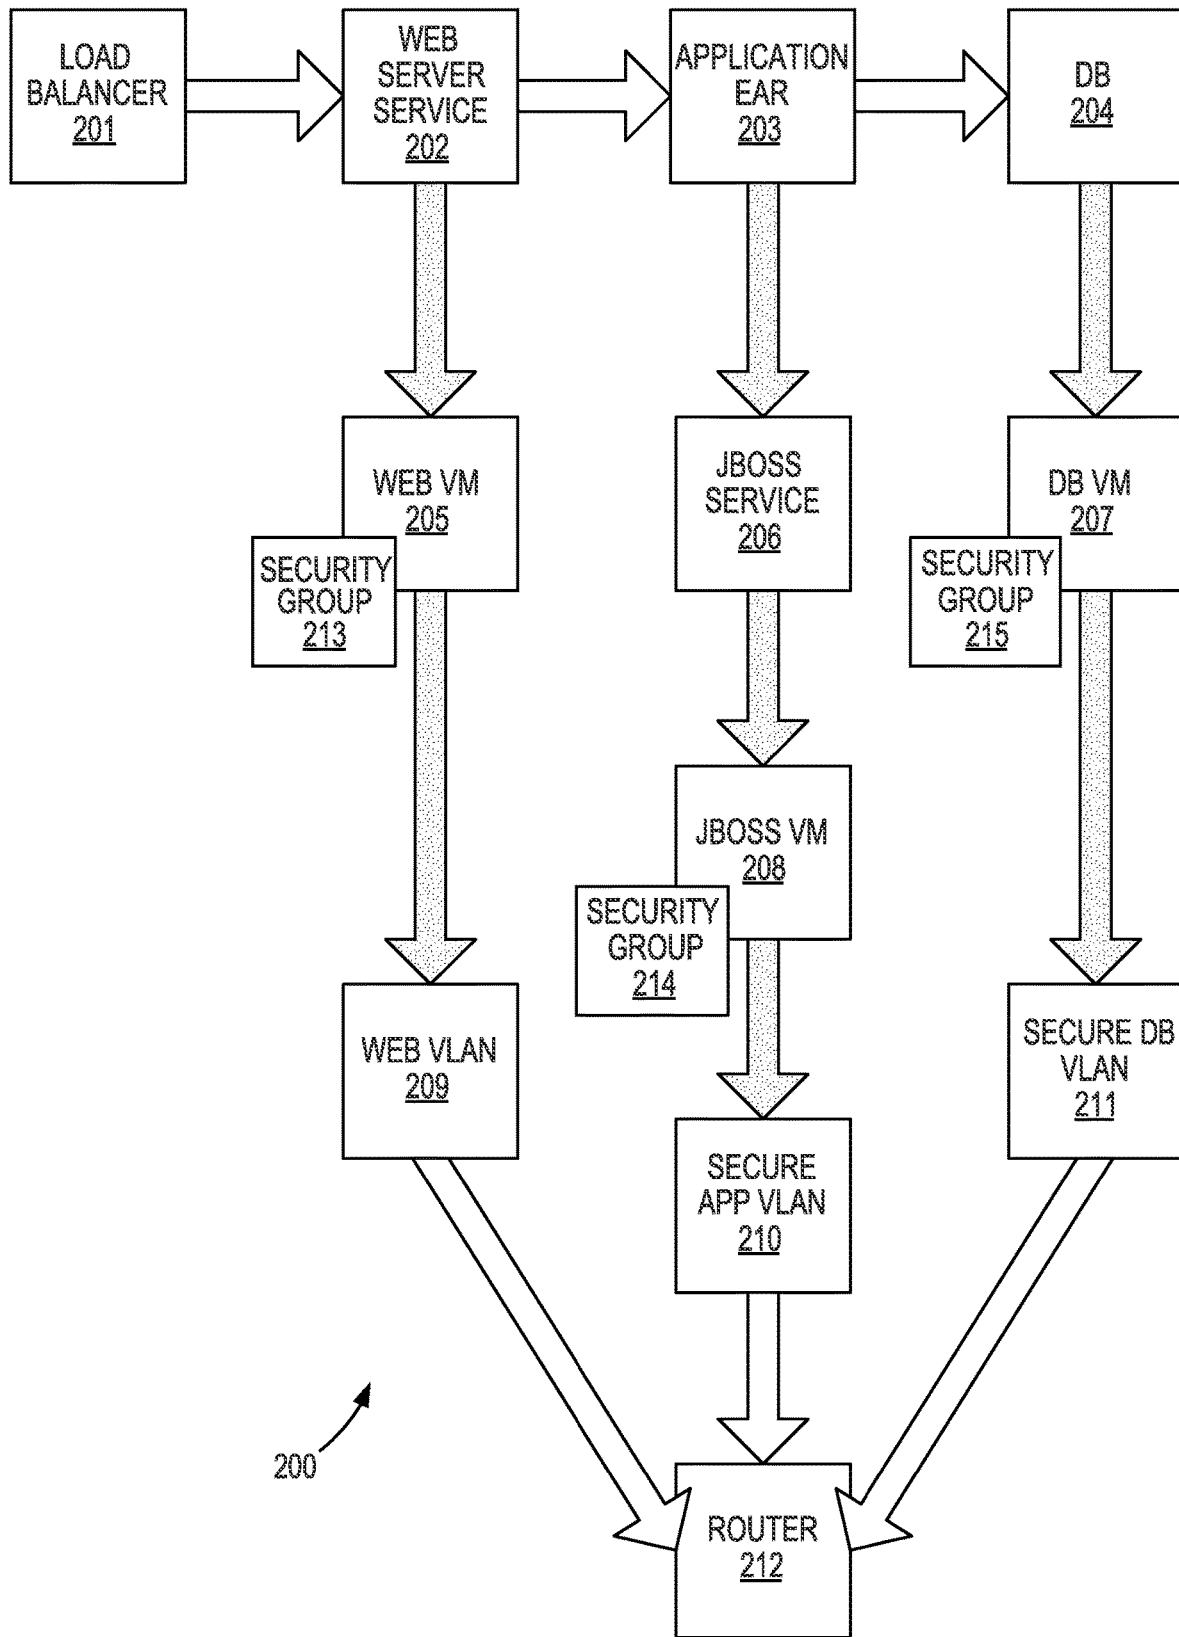 LOAD
BALANCER
201
WEB
SERVER
SERVICE
202
APPLICATION
EAR
203
DB
204
WEB VM
205
SECURITY
GROUP
213
JBOSS
SERVICE
206
DB VM
207
SECURITY
GROUP
215
JBOSS VM
208
SECURITY
GROUP
214
WEB VLAN
209
SECURE DB
VLAN
211
SECURE
APP VLAN
210
200
ROUTER
212